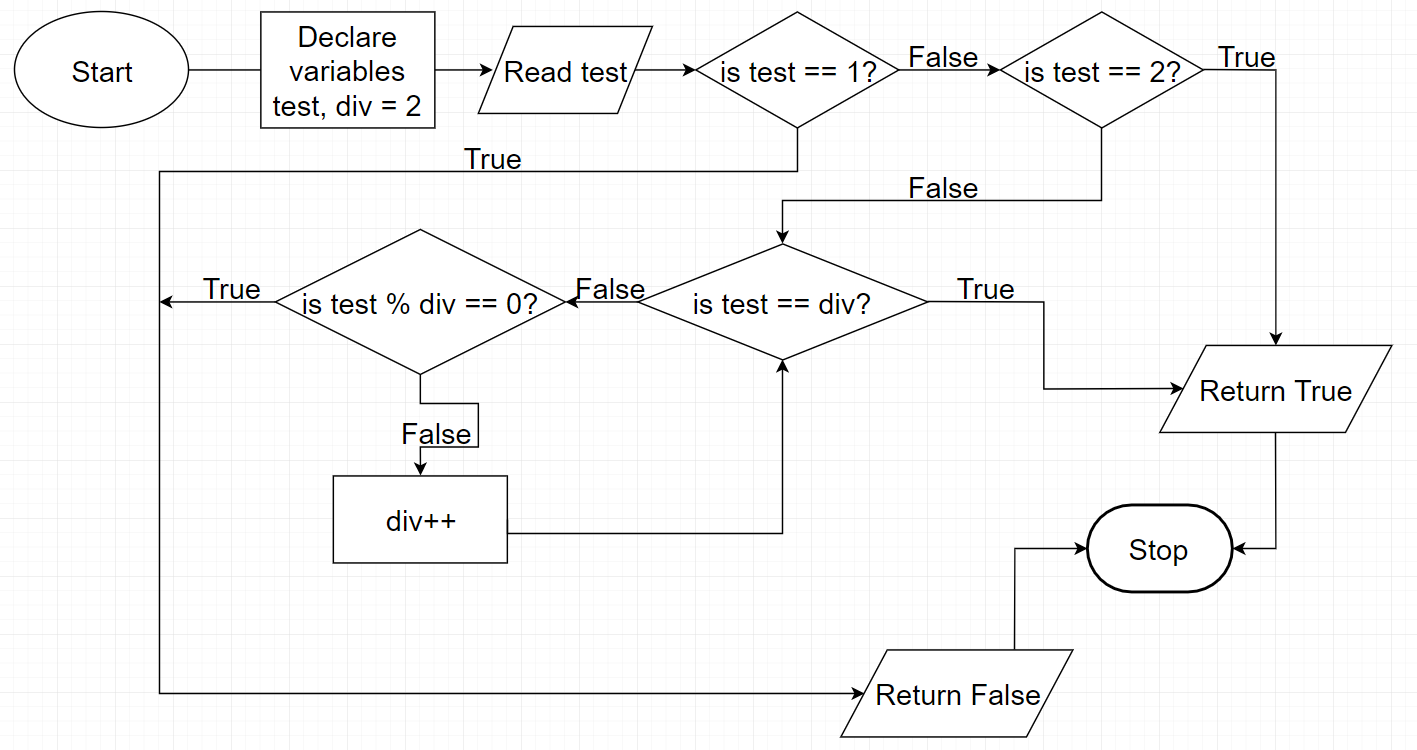 Start
Declare
variables
test, div = 2
Read test
is test == 1?
False
is test == 2?
True
True
False
True
is test % div == 0?
False
is test == div?
True
False
div++
Return True
Stop
Return False